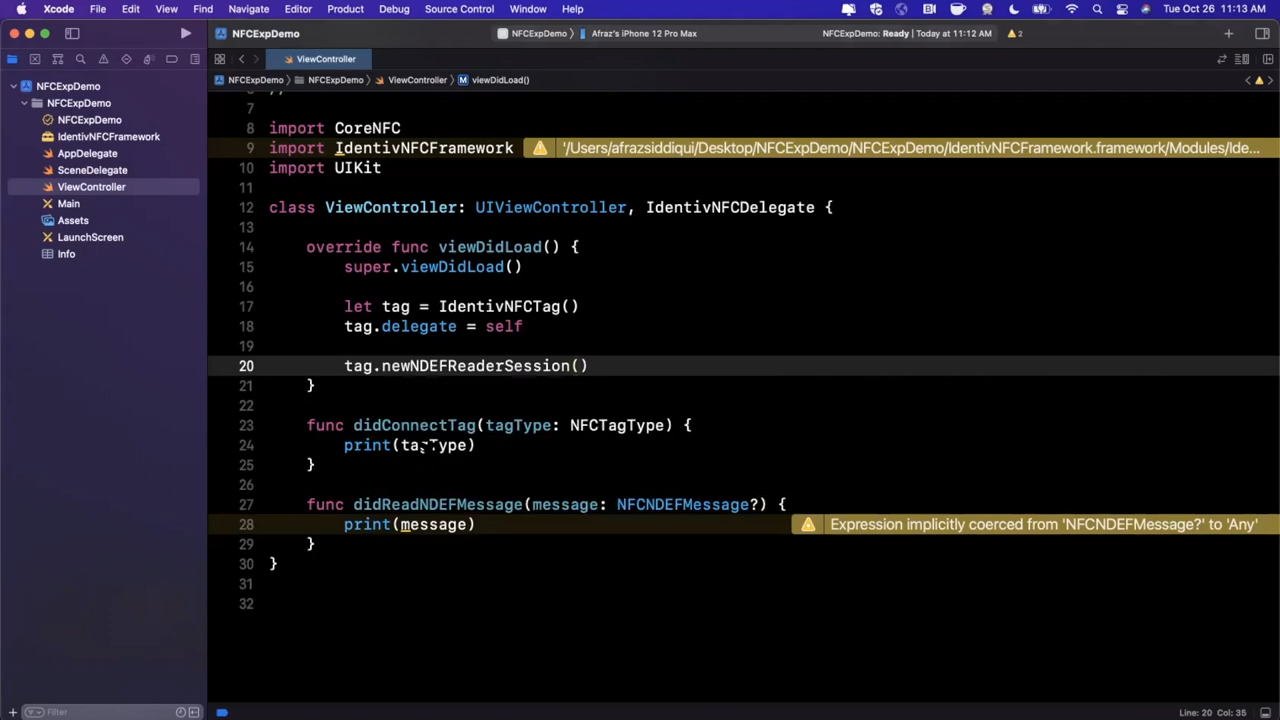 Xcode File Edit View Find Navigate Editor Product Debug Source Control Window Help Tue Oct 26 11:13 AM
NFCExpDemo NFCExpDemo 〉 Afraz's iPhone 12 Pro Max NFCExpDemo: Ready | Today at 11:12 AM 2
ViewController
NFCExpDemo 〉 NFCExpDemo 〉 ViewController 〉 M viewDidLoad()
NFCExpDemo
NFCExpDemo
NFCExpDemo
IdentivNFCFramework
AppDelegate
SceneDelegate
ViewController
Main
Assets
LaunchScreen
Info
7
8 import CoreNFC
9 import IdentivNFCFramework '/Users/afrazsiddiqui/Desktop/NFCExpDemo/NFCExpDemo/IdentivNFCFramework.framework/Modules/Ide...
10 import UIKit
11
12 class ViewController: UIViewController, IdentivNFCDelegate {
13
14 override func viewDidLoad() {
15 super.viewDidLoad()
16
17 let tag = IdentivNFCTag()
18 tag.delegate = self
19
20 tag.newNDEFReaderSession()
21 }
22
23 func didConnectTag(tagType: NFCTagType) {
24 print(tagType)
25 }
26
27 func didReadNDEFMessage(message: NFCNDEFMessage?) {
28 print(message) Expression implicitly coerced from 'NFCNDEFMessage?' to 'Any'
29 }
30 }
31
32
Filter
Line: 20 Col: 35